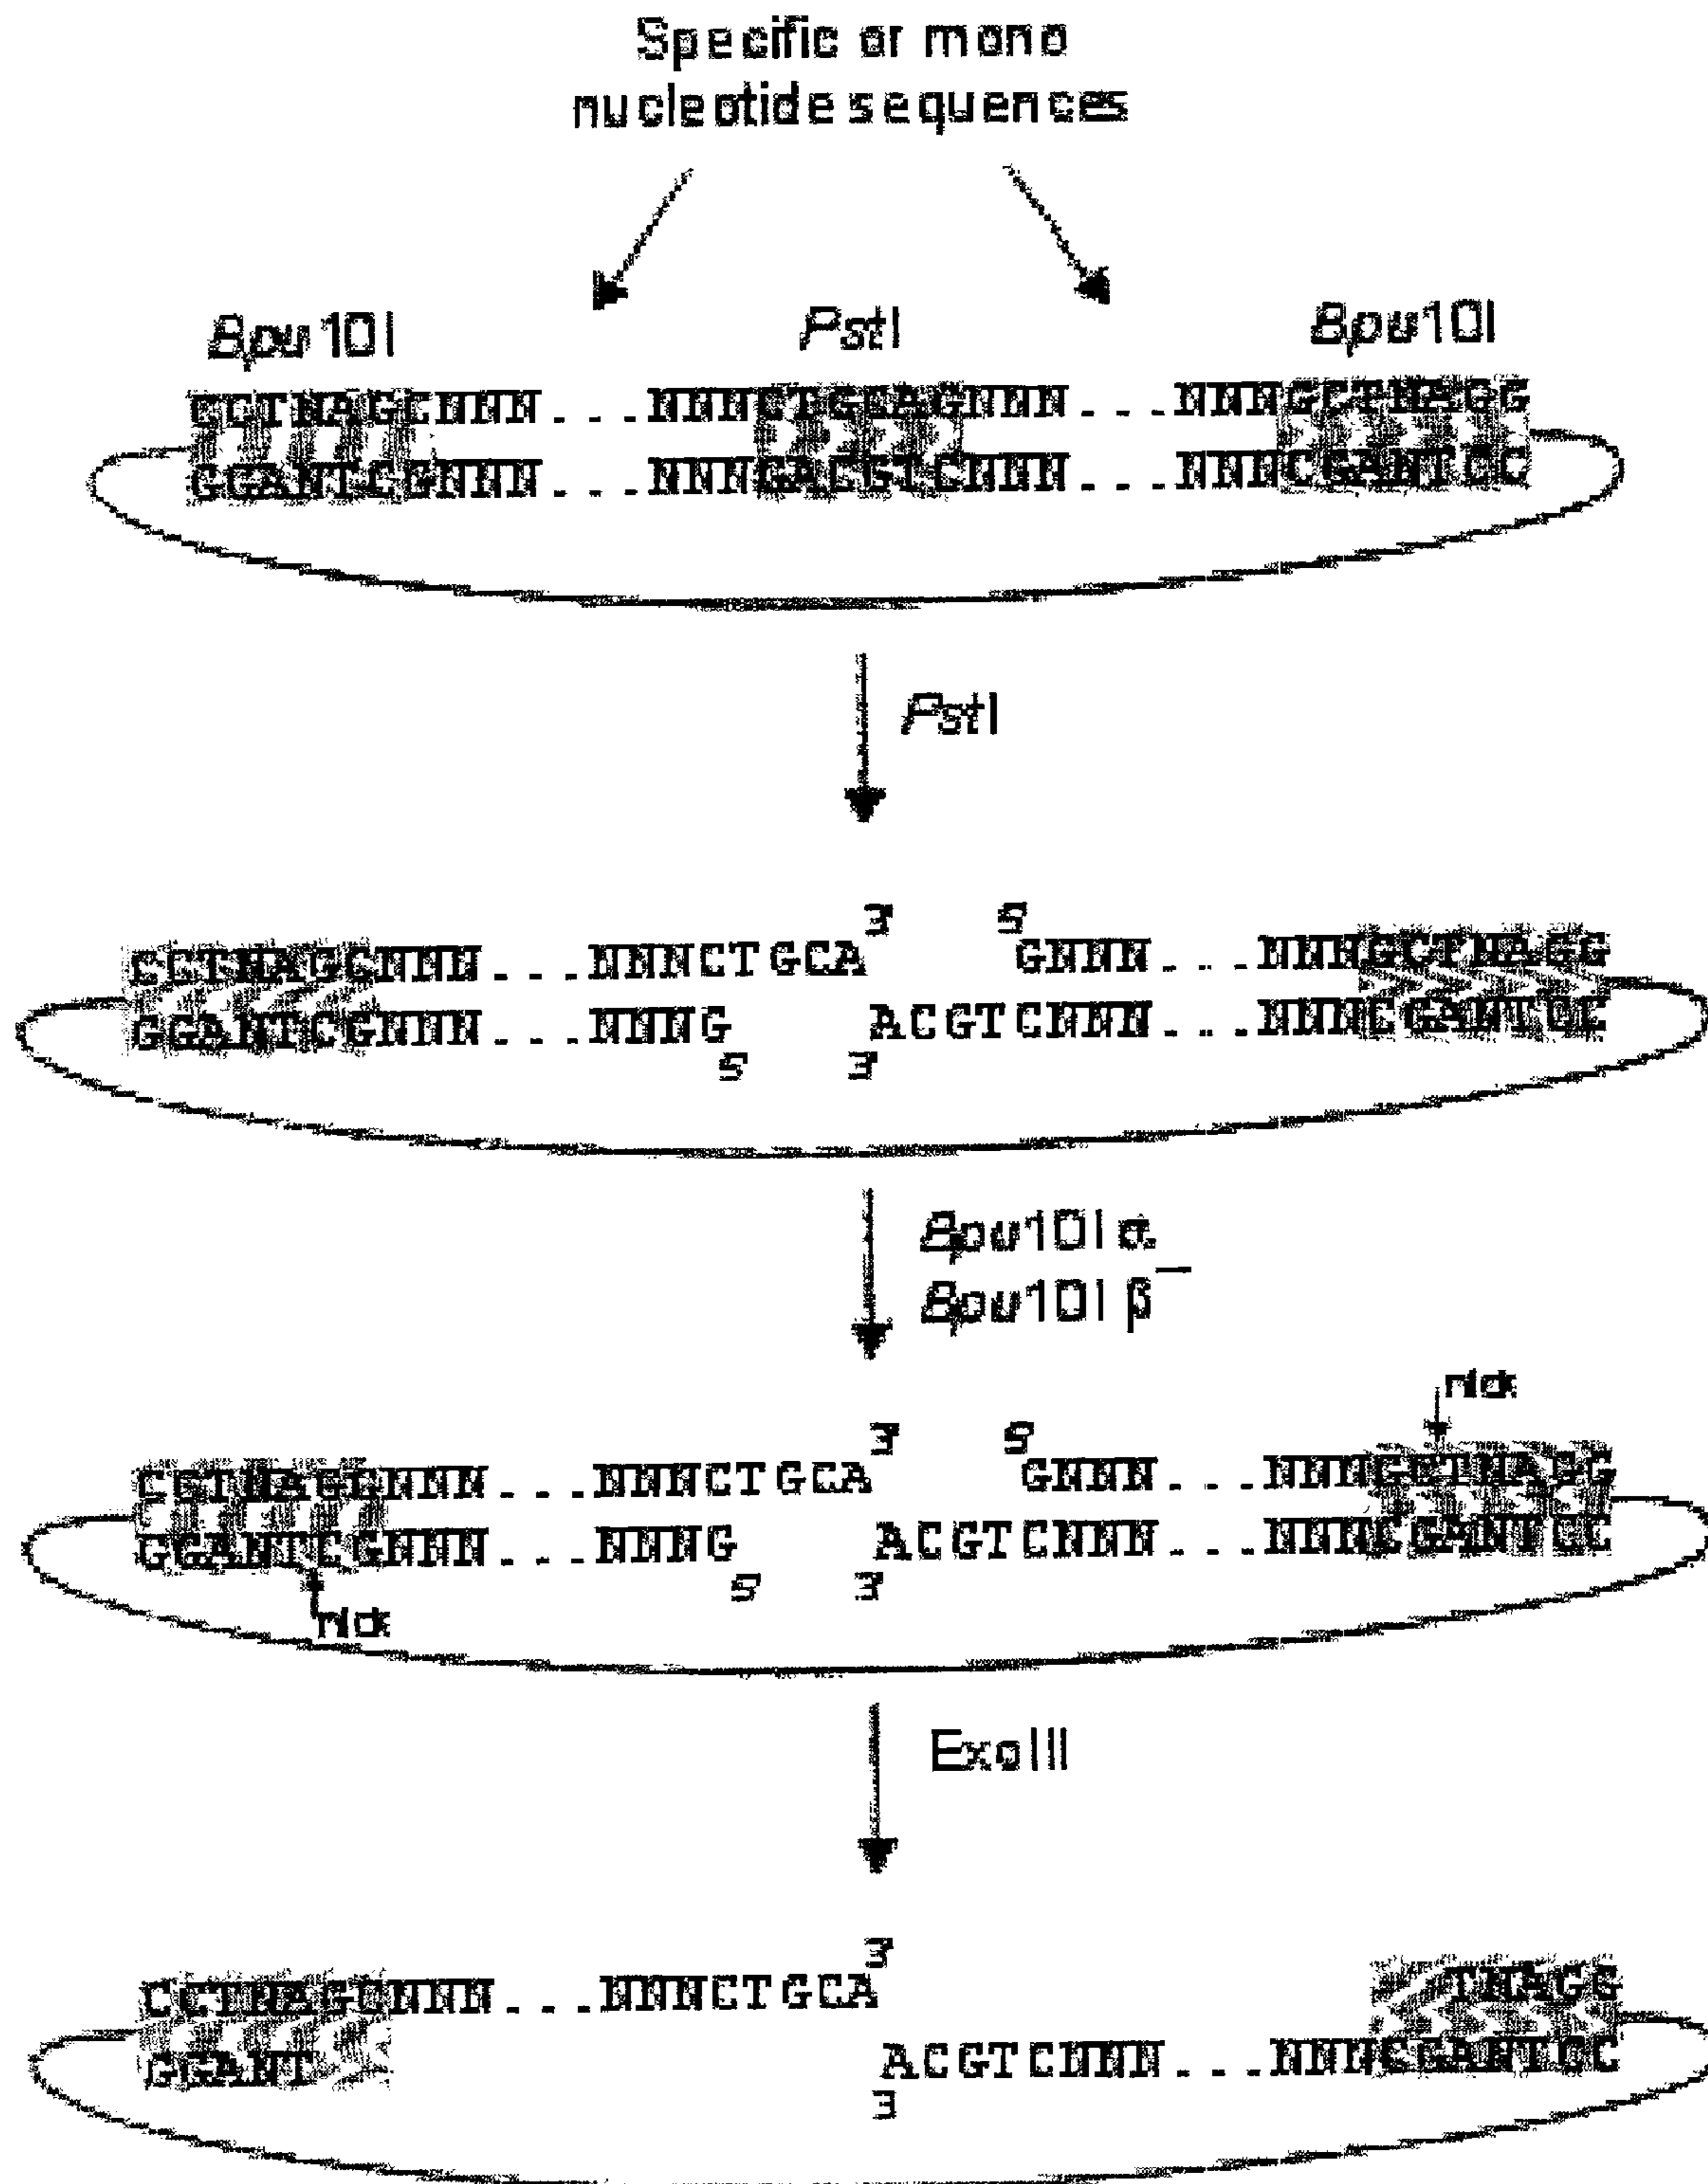 Specific or mono
nucleotide sequences
Bpu10I PstI Bpu10I
CCTNAGCNNN...NNNCTGCAGNNN...NNNGCTNAGG
GGANTCGNNN...NNNGACGTCNNN...NNNCGANTCC
PstI
3' 5'
CCTNAGCNNN...NNNCTGCA GNNN...NNNGCTNAGG
GGANTCGNNN...NNNG ACGTCNNN...NNNCGANTCC
5' 3'
Bpu10I α
Bpu10I β⁻
nick
3' 5'
CCTNAGCNNN...NNNCTGCA GNNN...NNNGCTNAGG
GGANTCGNNN...NNNG ACGTCNNN...NNNCGANTCC
5' 3'
nick
ExoIII
3'
CCTNAGCNNN...NNNCTGCA TNAGG
GGANT ACGTCNNN...NNNCGANTCC
3'